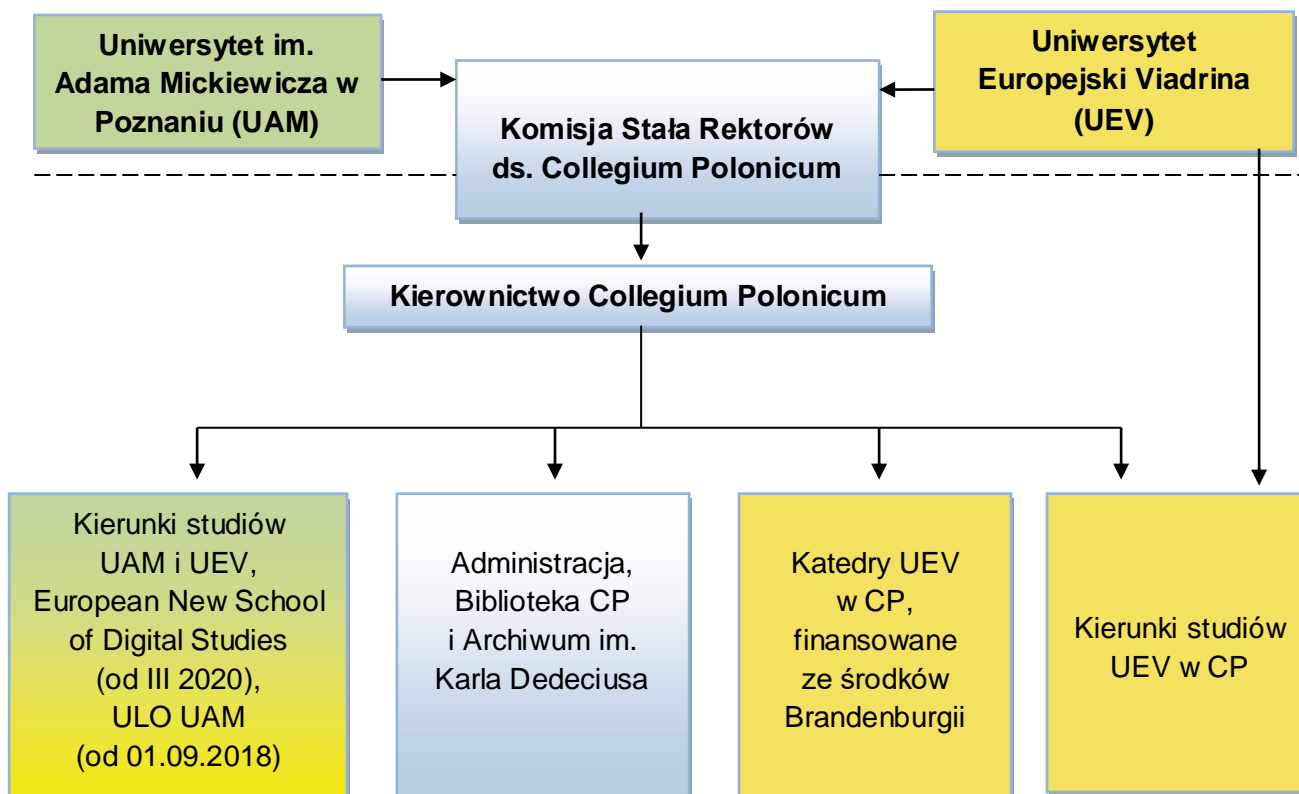 Uniwersytet im.
Adama Mickiewicza w
Poznaniu (UAM)
Komisja Stała Rektorów
ds. Collegium Polonicum
Uniwersytet
Europejski Viadrina
(UEV)
Kierownictwo Collegium Polonicum
Kierunki studiów
UAM i UEV,
European New School
of Digital Studies
(od III 2020),
ULO UAM
(od 01.09.2018)
Administracja,
Biblioteka CP
i Archiwum im.
Karla Dedeciusa
Katedry UEV
w CP,
finansowane
ze środków
Brandenburgii
Kierunki studiów
UEV w CP